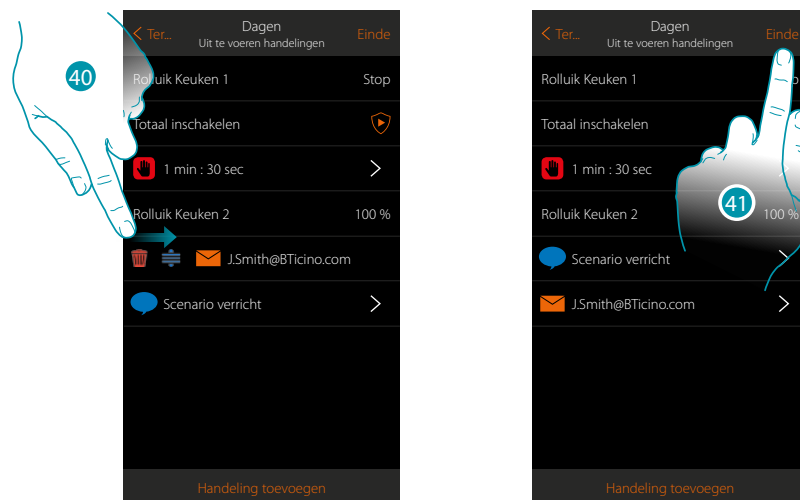 40
< Ter...
Dagen
Einde
Uit te voeren handelingen
Rolluik Keuken 1
Stop
Totaal inschakelen
1 min : 30 sec
Rolluik Keuken 2
100 %
J.Smith@BTicino.com
Scenario verricht
Handeling toevoegen
< Ter...
Dagen
Einde
Uit te voeren handelingen
Rolluik Keuken 1
Totaal inschakelen
1 min : 30 sec
Rolluik Keuken 2
41
100 %
Scenario verricht
J.Smith@BTicino.com
Handeling toevoegen